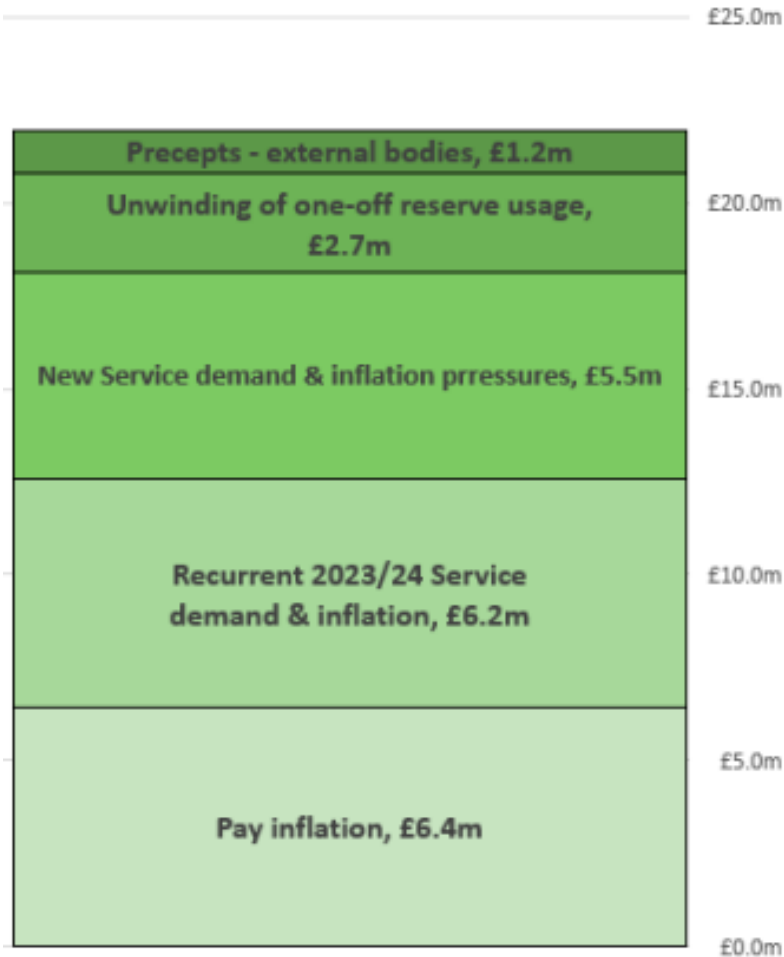 £25.0m
Precepts - external bodies, £1.2m
Unwinding of one-off reserve usage,
£2.7m
£20.0m
New Service demand & inflation prressures, £5.5m
£15.0m
Recurrent 2023/24 Service
demand & inflation, £6.2m
£10.0m
£5.0m
Pay inflation, £6.4m
£0.0m